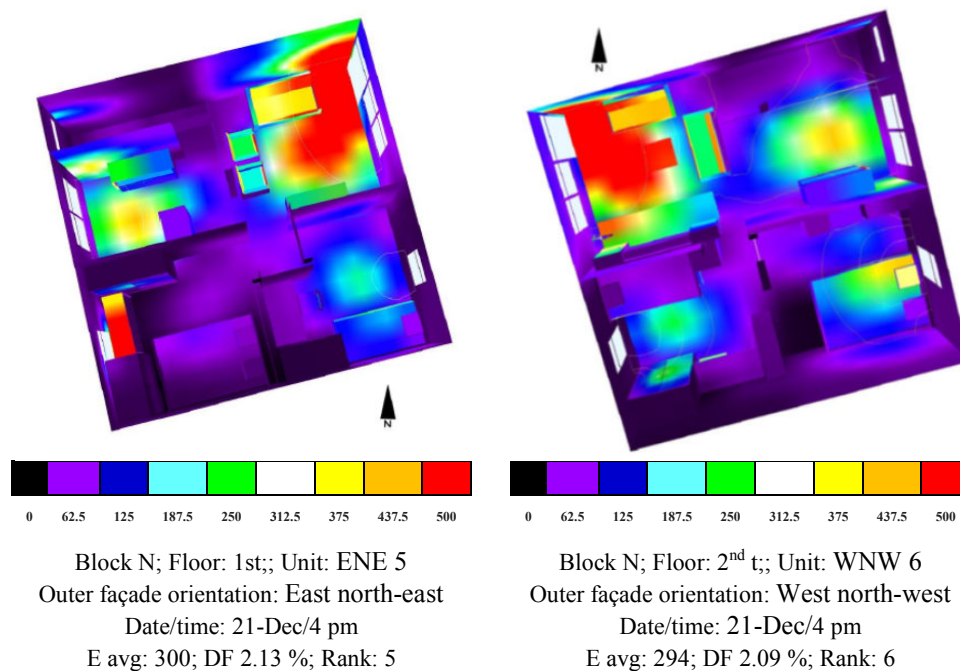 N
N
0 62.5 125 187.5 250 312.5 375 437.5 500
0 62.5 125 187.5 250 312.5 375 437.5 500
Block N; Floor: 1st;; Unit: ENE 5
Outer façade orientation: East north-east
Date/time: 21-Dec/4 pm
E avg: 300; DF 2.13 %; Rank: 5
Block N; Floor: 2nd t;; Unit: WNW 6
Outer façade orientation: West north-west
Date/time: 21-Dec/4 pm
E avg: 294; DF 2.09 %; Rank: 6